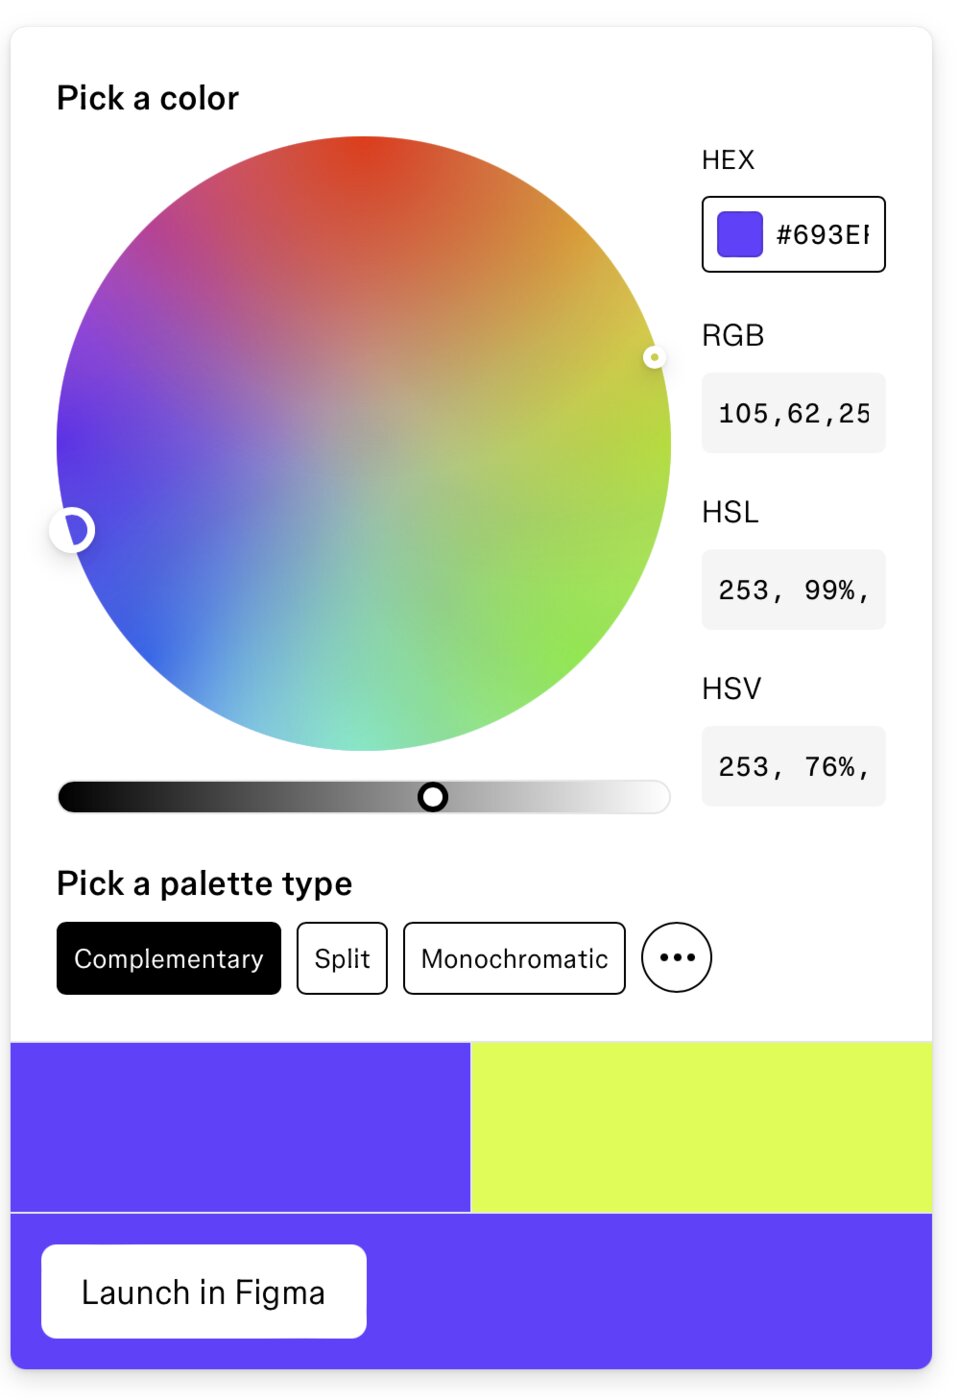 Pick a color
HEX
#693EF
RGB
105,62,25
HSL
253, 99%,
HSV
253, 76%,
Pick a palette type
Complementary
Split
Monochromatic
Launch in Figma